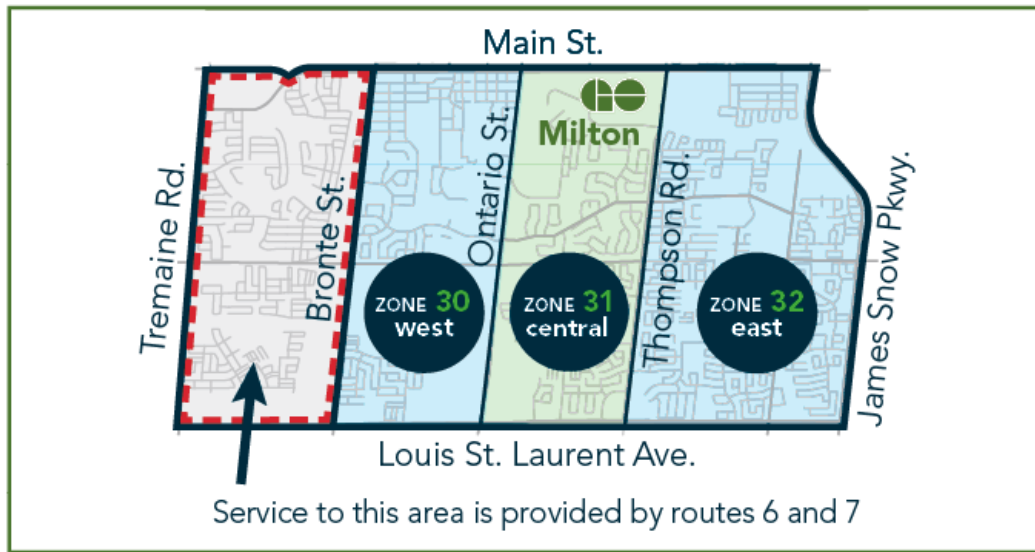 Main St.
GO
Milton
Tremaine Rd.
Bronte St.
Ontario St.
Thompson Rd.
James Snow Pkwy.
ZONE 30
west
ZONE 31
central
ZONE 32
east
Louis St. Laurent Ave.
Service to this area is provided by routes 6 and 7